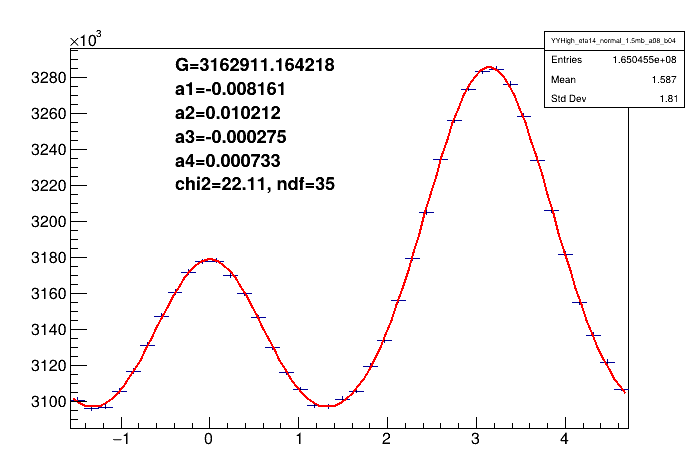 ×10³
YYHigh_eta14_normal_1.5mb_a08_b04
Entries 1.650455e+08
Mean 1.587
Std Dev 1.81
G=3162911.164218
a1=-0.008161
a2=0.010212
a3=-0.000275
a4=0.000733
chi2=22.11, ndf=35
3280
3260
3240
3220
3200
3180
3160
3140
3120
3100
−1 0 1 2 3 4